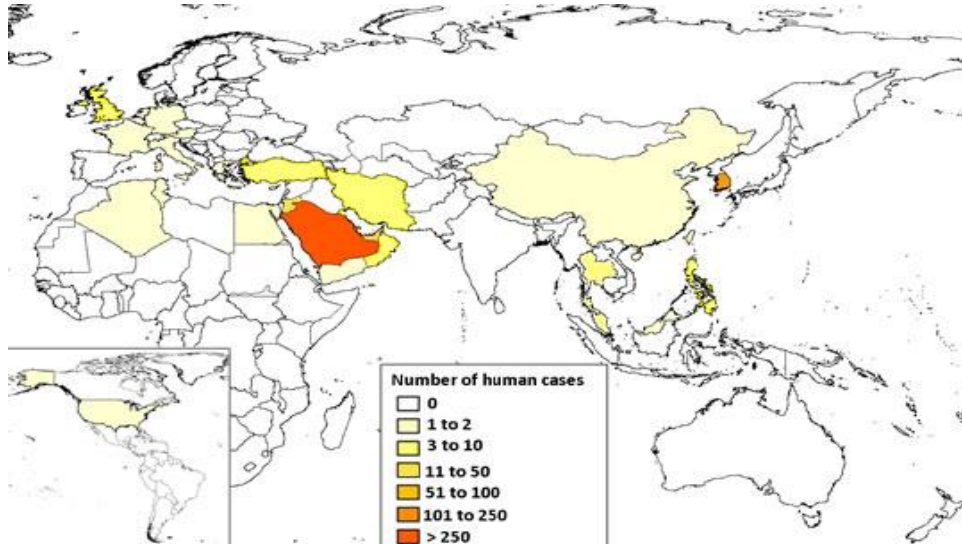 Number of human cases
0
1 to 2
3 to 10
11 to 50
51 to 100
101 to 250
> 250